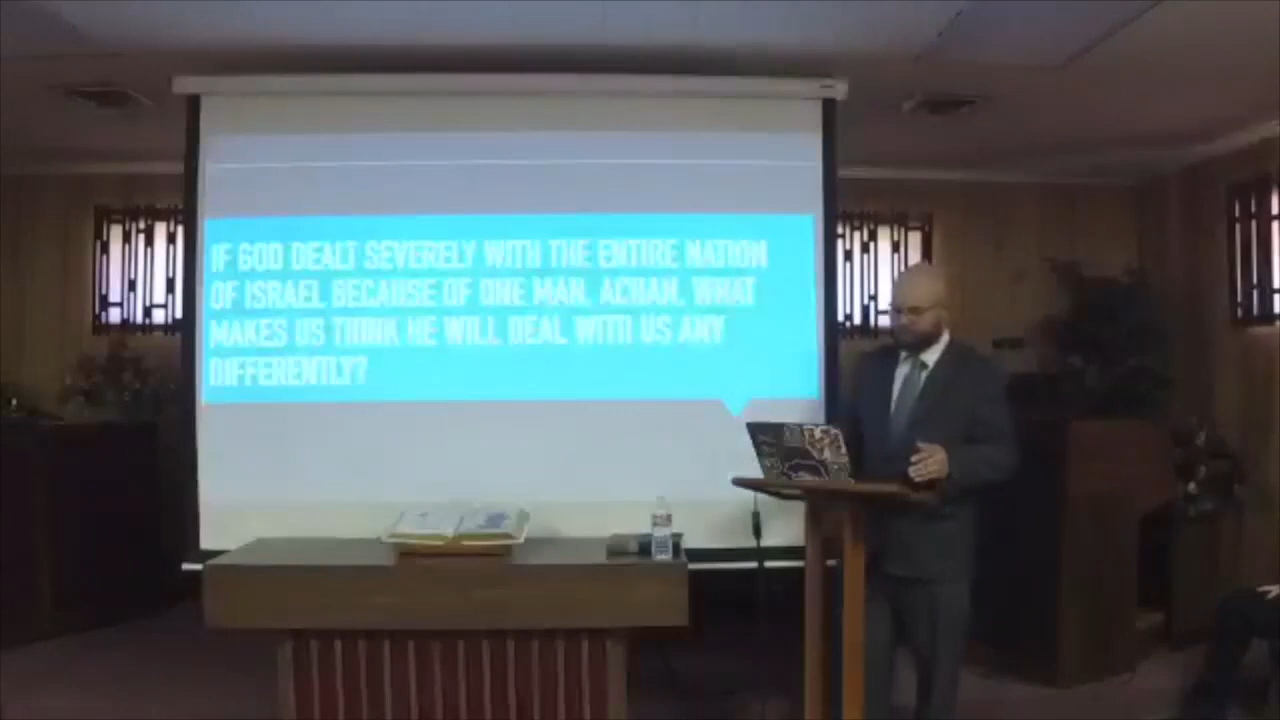 IF GOD DEALT SEVERELY WITH THE ENTIRE NATION
OF ISRAEL BECAUSE OF ONE MAN, ACHAN, WHAT
MAKES US THINK HE WILL DEAL WITH US ANY
DIFFERENTLY?